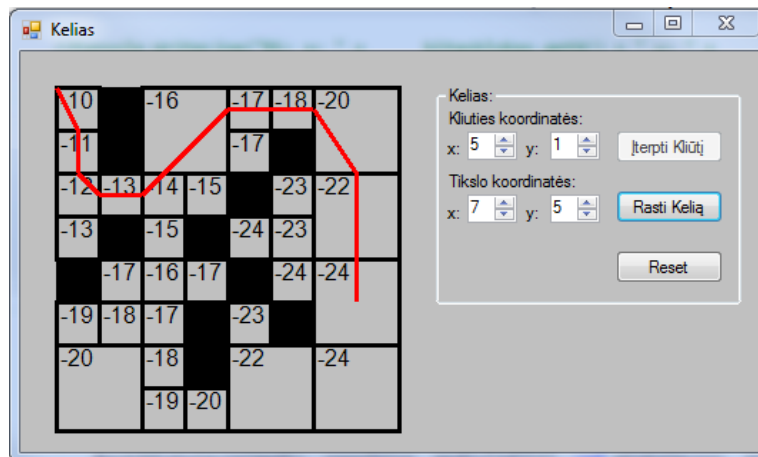 Kelias
-10 -16 -17 -18 -20
-11 -17
-12 -13 -14 -15 -23 -22
-13 -15 -24 -23
-17 -16 -17 -24 -24
-19 -18 -17 -23
-20 -18 -22 -24
-19 -20
Kelias:
Kliuties koordinatės:
x: 5 y: 1 Įterpti Kliūtį
Tikslo koordinatės:
x: 7 y: 5 Rasti Kelią
Reset